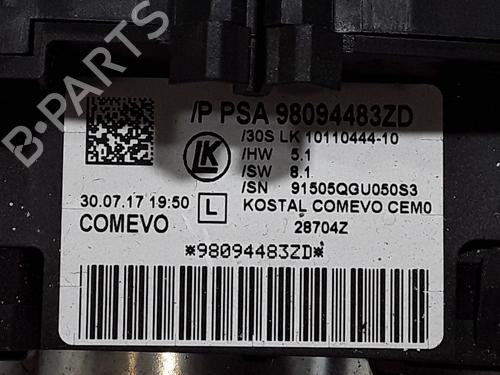 B-PARTS
/P PSA 98094483ZD
/30S LK 10110444-10
LK
/HW 5.1
/SW 8.1
/SN 91505QGU050S3
30.07.17 19:50
L
KOSTAL COMEVO CEM0
COMEVO
28704Z
*98094483ZD*